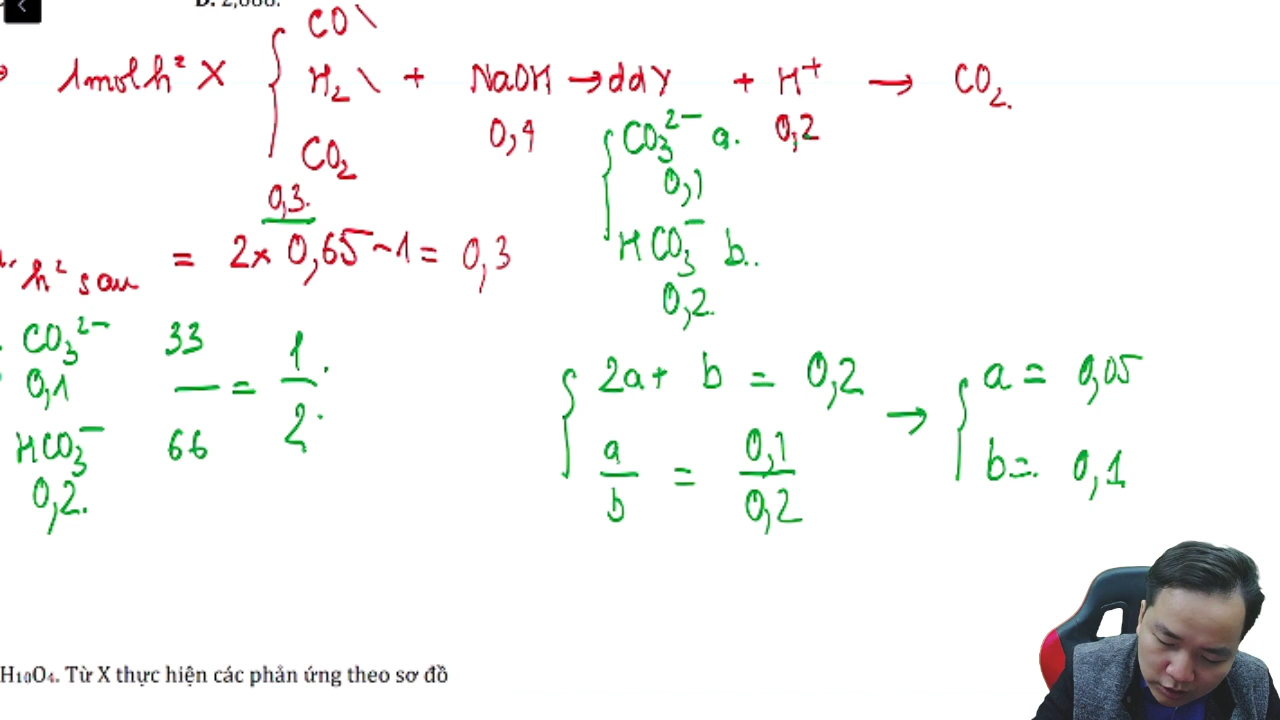 D. 2,688.
1mol h² X { CO \ H₂ \ CO₂ 0,3. + NaOH 0,4 → ddY { CO₃²⁻ a. 0,1 HCO₃⁻ b.. 0,2. + H⁺ 0,2 → CO₂.
h² sau = 2x 0,65 - 1 = 0,3
CO₃²⁻ 0,1 33
HCO₃⁻ 0,2. 66
= 1/2
{ 2a + b = 0,2
a/b = 0,1/0,2
→ { a = 0,05
b = 0,1
H₁₀O₄. Từ X thực hiện các phản ứng theo sơ đồ